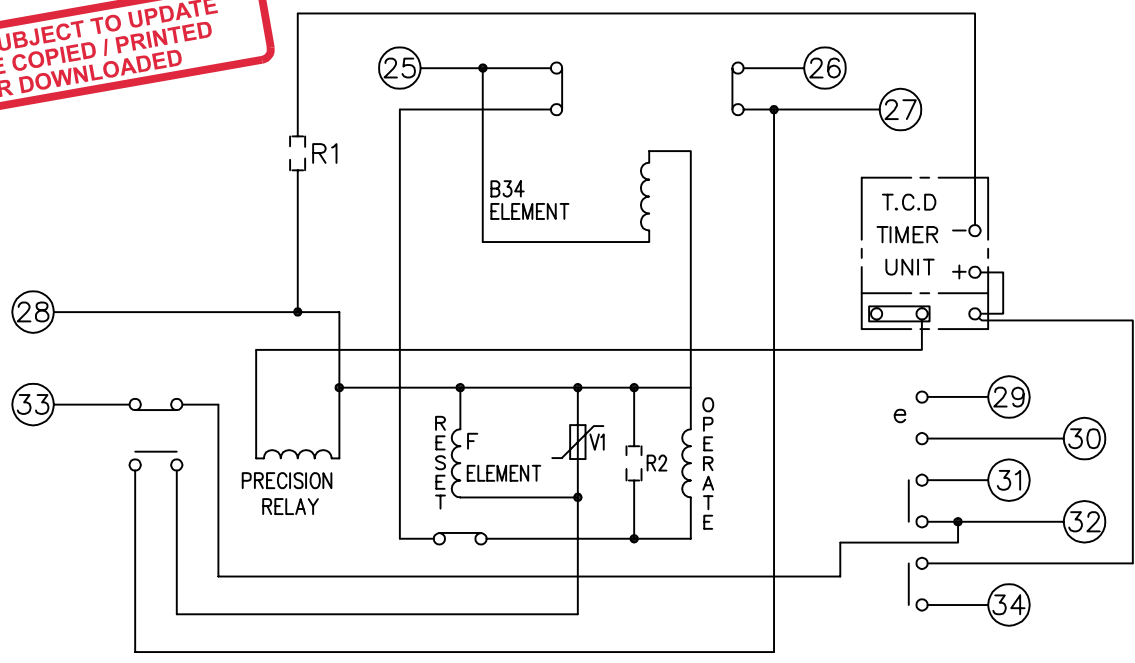 UBJECT TO UPDATE
E COPIED / PRINTED
R DOWNLOADED
25
26
27
R1
B34
ELEMENT
T.C.D
TIMER
UNIT
−
+
28
33
RESET
F
ELEMENT
V1
R2
OPERATE
PRECISION
RELAY
e
29
30
31
32
34